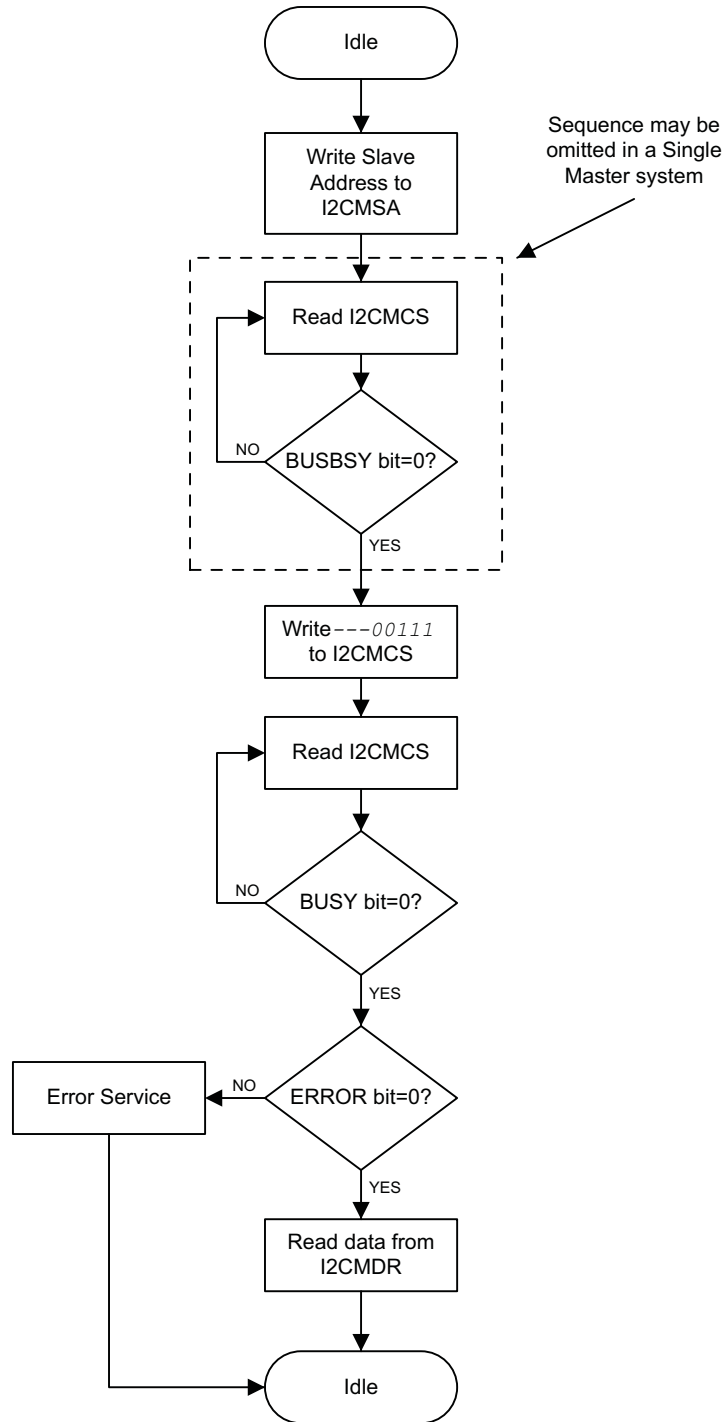 Idle
Sequence may be
omitted in a Single
Master system
Write Slave
Address to
I2CMSA
Read I2CMCS
BUSBSY bit=0?
NO
YES
Write ---00111
to I2CMCS
Read I2CMCS
BUSY bit=0?
NO
YES
Error Service
NO
ERROR bit=0?
YES
Read data from
I2CMDR
Idle